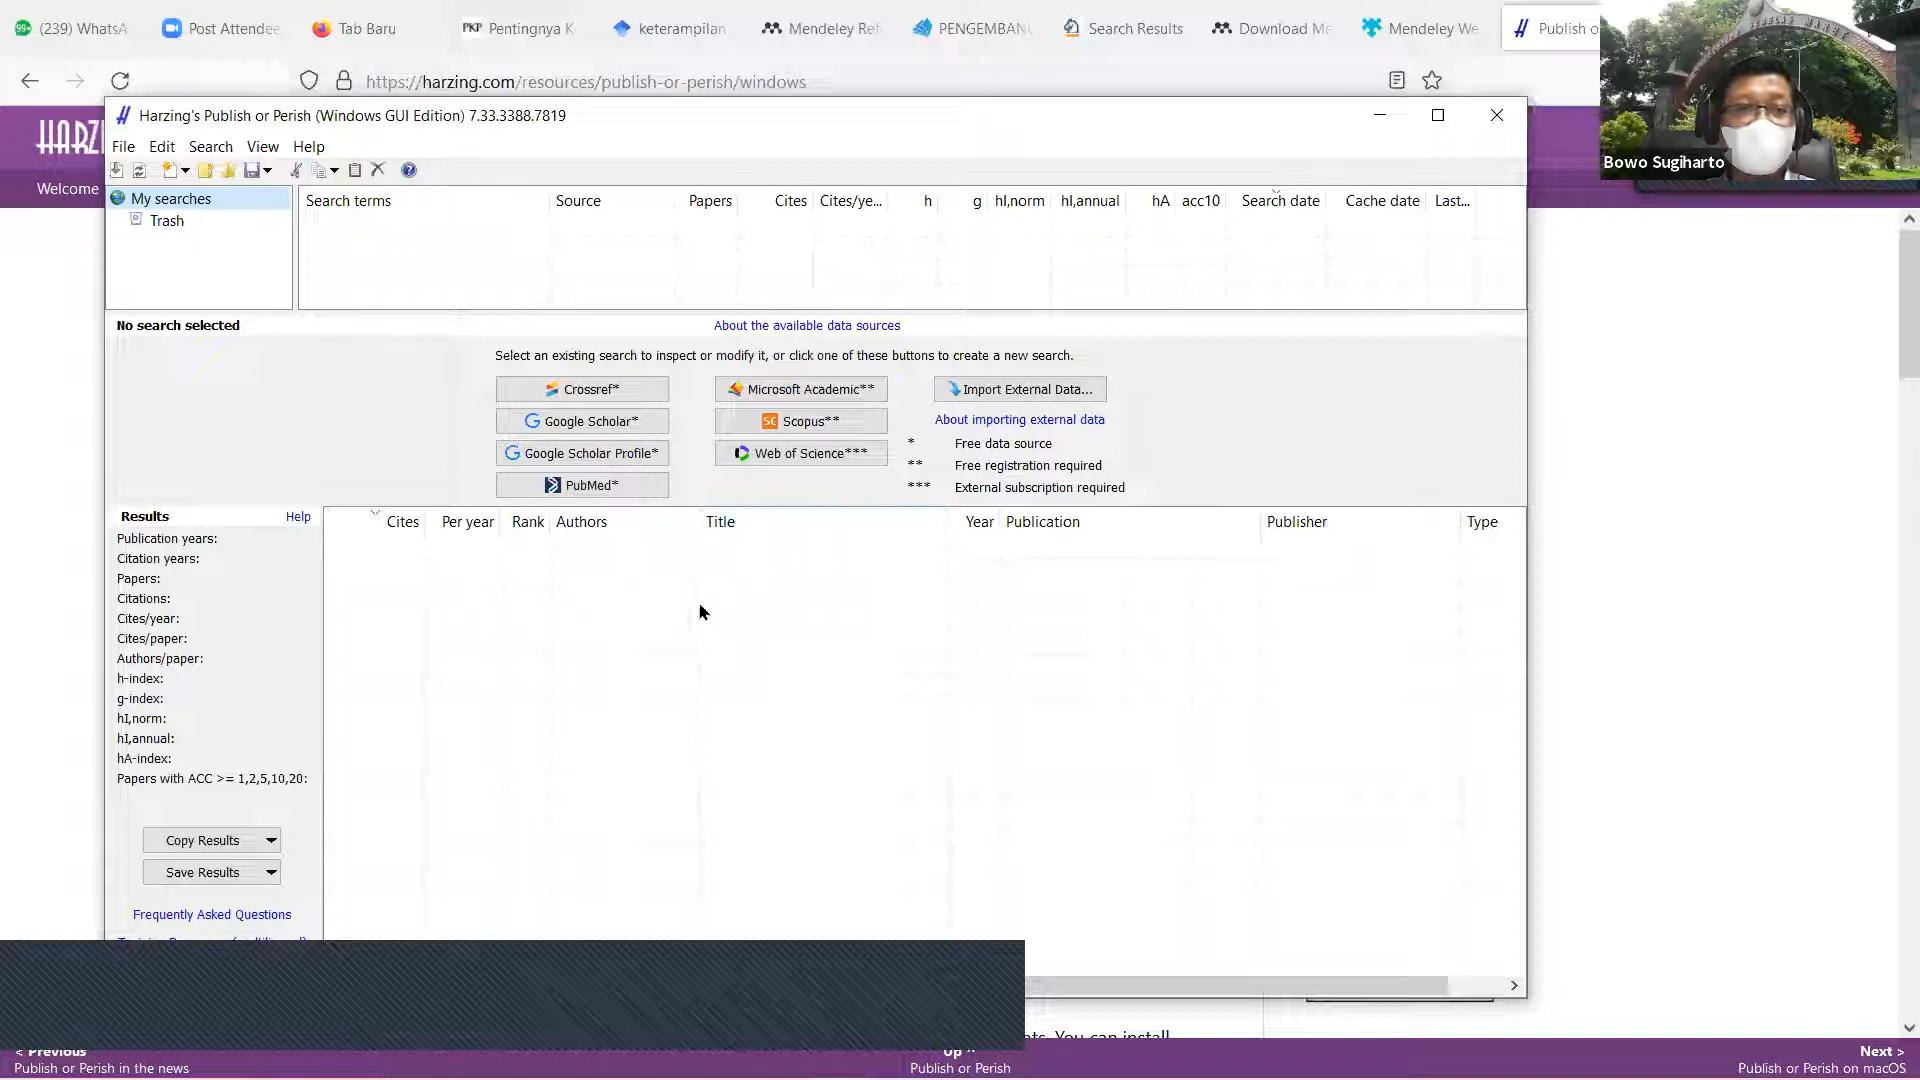 (239) WhatsA
Post Attendee
Tab Baru
PKP Pentingnya K
keterampilan
Mendeley Ref
PENGEMBANG
Search Results
Download Me
Mendeley We
Publish o
https://harzing.com/resources/publish-or-perish/windows
HARZ
Welcome
Harzing's Publish or Perish (Windows GUI Edition) 7.33.3388.7819
File Edit Search View Help
My searches
Trash
Search terms Source Papers Cites Cites/ye... h g hI,norm hI,annual hA acc10 Search date Cache date Last...
Bowo Sugiharto
No search selected
About the available data sources
Select an existing search to inspect or modify it, or click one of these buttons to create a new search.
Crossref*
Microsoft Academic**
Import External Data...
Google Scholar*
SC Scopus**
About importing external data
Google Scholar Profile*
Web of Science***
PubMed*
* Free data source
** Free registration required
*** External subscription required
Results Help
Cites Per year Rank Authors Title Year Publication Publisher Type
Publication years:
Citation years:
Papers:
Citations:
Cites/year:
Cites/paper:
Authors/paper:
h-index:
g-index:
hI,norm:
hI,annual:
hA-index:
Papers with ACC >= 1,2,5,10,20:
Copy Results
Save Results
Frequently Asked Questions
You can install
< Previous
Publish or Perish in the news
Up ^
Publish or Perish
Next >
Publish or Perish on macOS